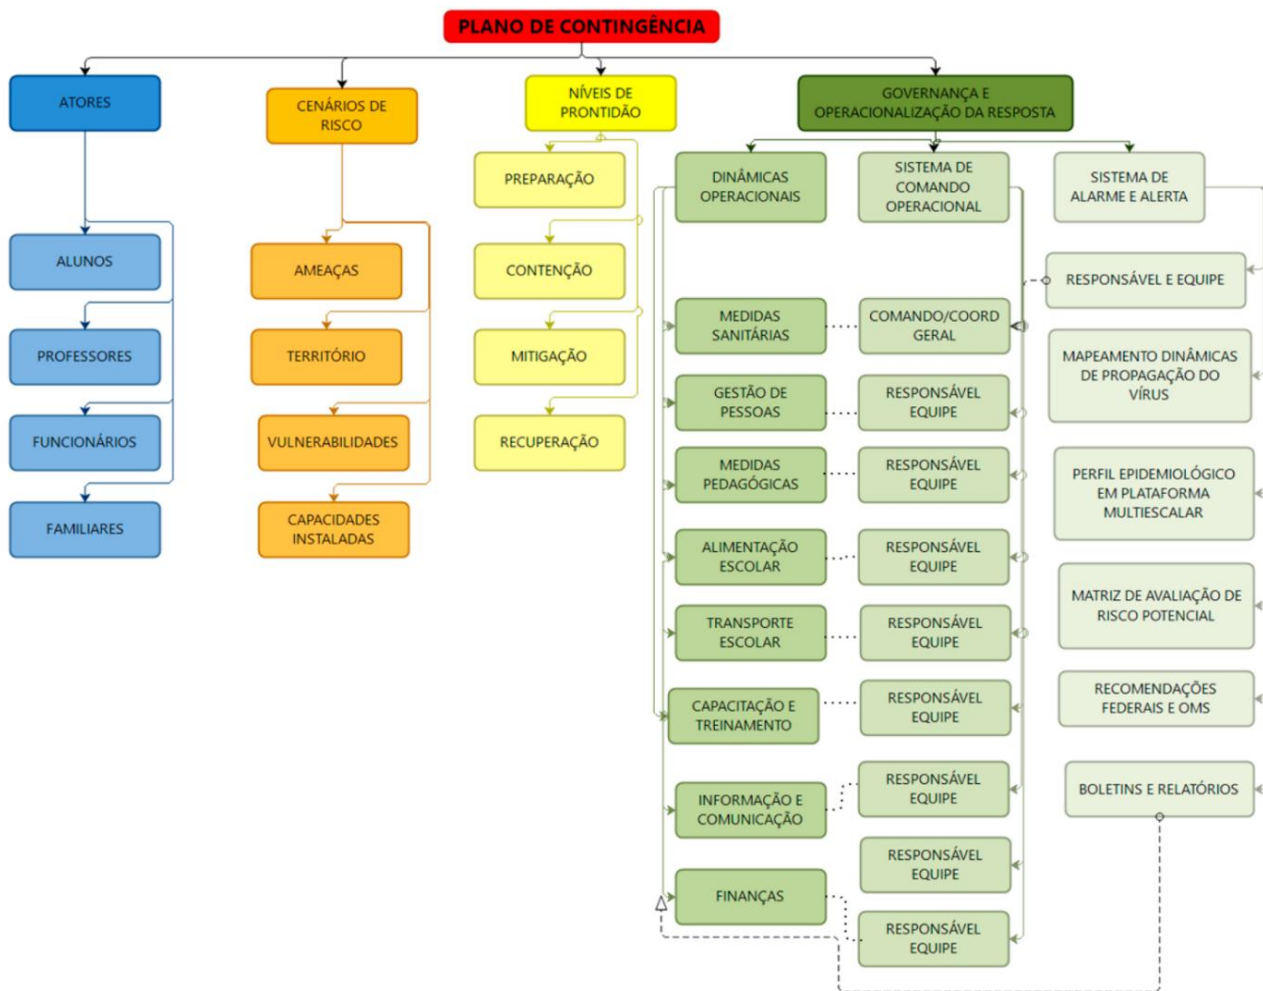 PLANO DE CONTINGÊNCIA
ATORES
ALUNOS
PROFESSORES
FUNCIONÁRIOS
FAMILIARES
CENÁRIOS DE
RISCO
AMEAÇAS
TERRITÓRIO
VULNERABILIDADES
CAPACIDADES
INSTALADAS
NÍVEIS DE
PRONTIDÃO
PREPARAÇÃO
CONTENÇÃO
MITIGAÇÃO
RECUPERAÇÃO
GOVERNANÇA E
OPERACIONALIZAÇÃO DA RESPOSTA
DINÂMICAS
OPERACIONAIS
MEDIDAS
SANITÁRIAS
GESTÃO DE
PESSOAS
MEDIDAS
PEDAGÓGICAS
ALIMENTAÇÃO
ESCOLAR
TRANSPORTE
ESCOLAR
CAPACITAÇÃO E
TREINAMENTO
INFORMAÇÃO E
COMUNICAÇÃO
FINANÇAS
SISTEMA DE
COMANDO
OPERACIONAL
COMANDO/COORD
GERAL
RESPONSÁVEL
EQUIPE
RESPONSÁVEL
EQUIPE
RESPONSÁVEL
EQUIPE
RESPONSÁVEL
EQUIPE
RESPONSÁVEL
EQUIPE
RESPONSÁVEL
EQUIPE
RESPONSÁVEL
EQUIPE
RESPONSÁVEL
EQUIPE
SISTEMA DE
ALARME E ALERTA
RESPONSÁVEL E EQUIPE
MAPEAMENTO DINÂMICAS
DE PROPAGAÇÃO DO
VÍRUS
PERFIL EPIDEMIOLÓGICO
EM PLATAFORMA
MULTIESCALAR
MATRIZ DE AVALIAÇÃO DE
RISCO POTENCIAL
RECOMENDAÇÕES
FEDERAIS E OMS
BOLETINS E RELATÓRIOS